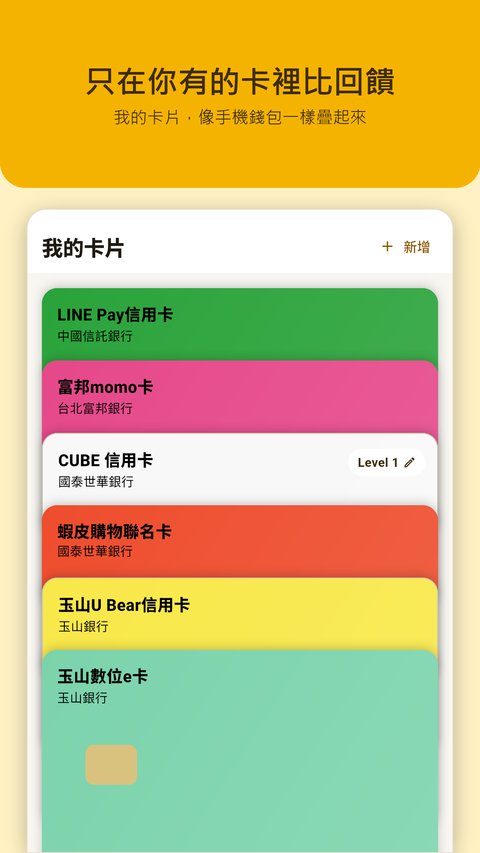 只在你有的卡裡比回饋
我的卡片，像手機錢包一樣疊起來
我的卡片
+ 新增
LINE Pay信用卡
中國信託銀行
富邦momo卡
台北富邦銀行
CUBE 信用卡
Level 1
國泰世華銀行
蝦皮購物聯名卡
國泰世華銀行
玉山U Bear信用卡
玉山銀行
玉山數位e卡
玉山銀行